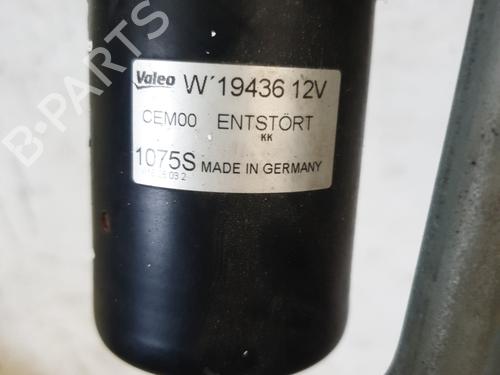 Valeo W'19436 12V
CEM00 ENTSTÖRT
KK
1075S MADE IN GERMANY
B-PARTS